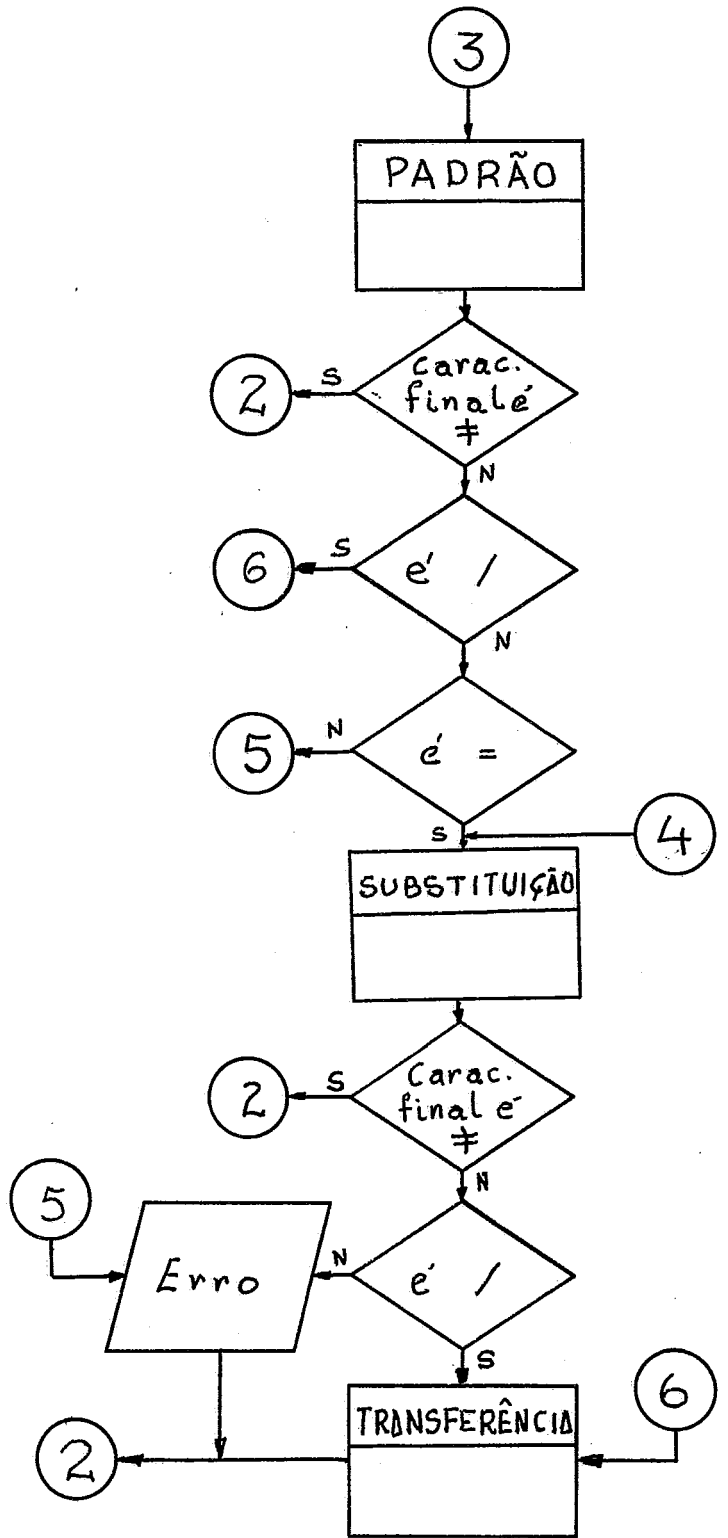 3
PADRÃO
Carac.
final é
≠
S
2
N
é /
S
6
N
é =
N
5
S
4
SUBSTITUIÇÃO
Carac.
final é
≠
S
2
N
5
Erro
N
é /
S
6
TRANSFERÊNCIA
2